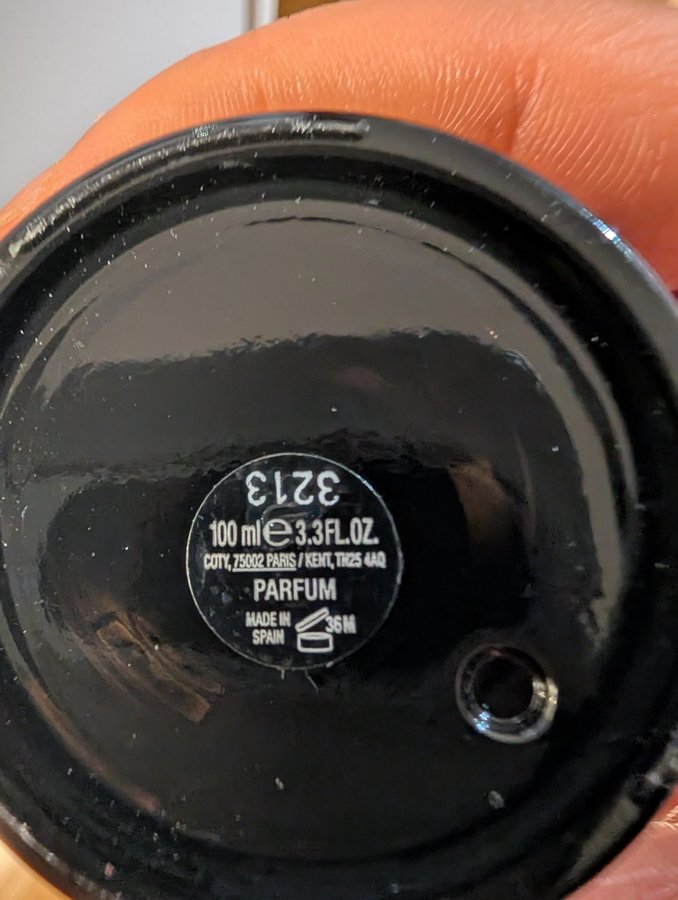 3213
100 ml e 3.3FL.OZ.
COTY, 75002 PARIS / KENT, TN25 4AQ
PARFUM
MADE IN
SPAIN
36M